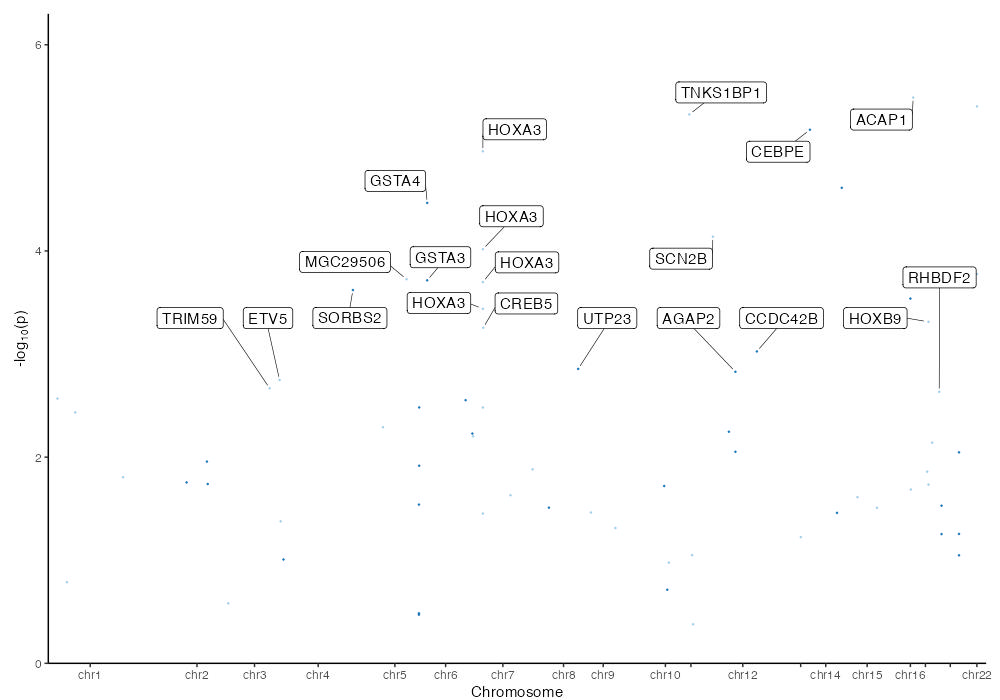 6
TNKS1BP1
ACAP1
HOXA3
CEBPE
GSTA4
HOXA3
4
SCN2B
MGC29506
GSTA3
HOXA3
RHBDF2
HOXA3
CREB5
TRIM59
ETV5
SORBS2
UTP23
AGAP2
CCDC42B
HOXB9
-log10(p)
2
0
chr1 chr2 chr3 chr4 chr5 chr6 chr7 chr8 chr9 chr10 chr12 chr14 chr15 chr16 chr22
Chromosome